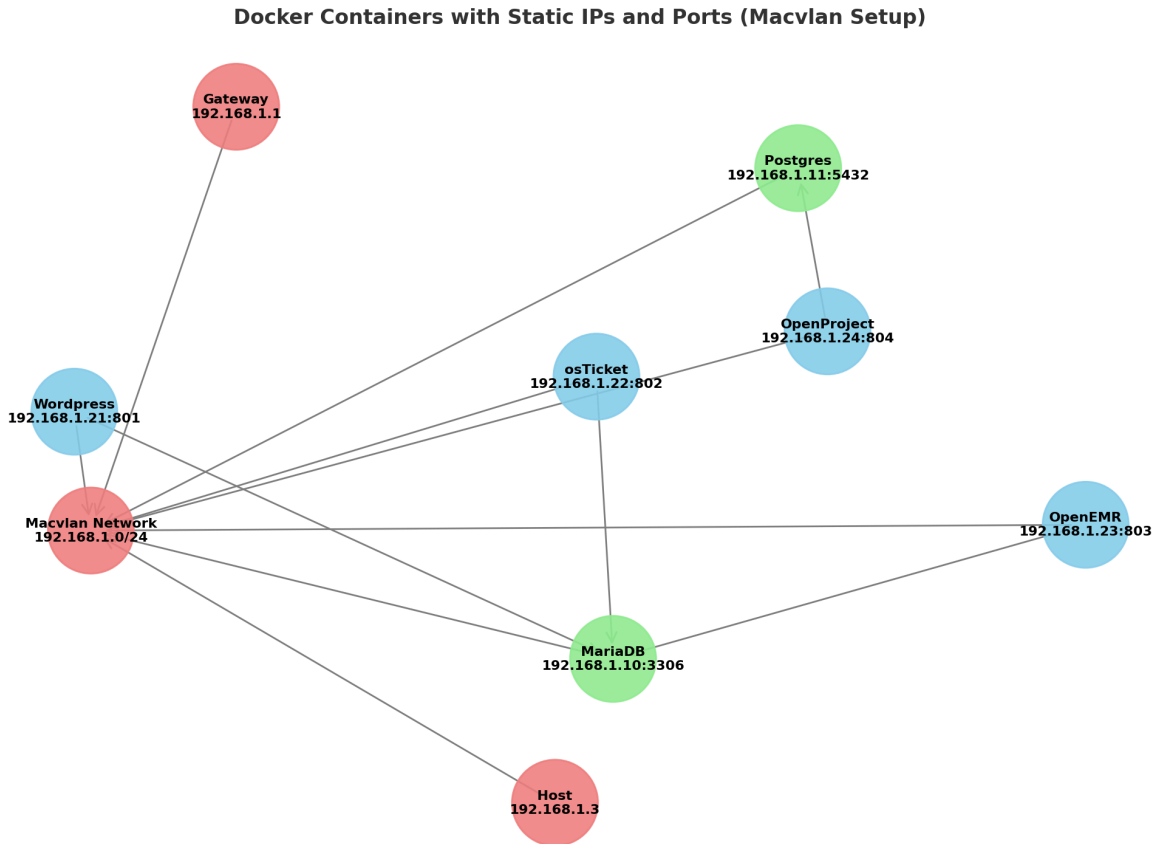 Docker Containers with Static IPs and Ports (Macvlan Setup)
Gateway
192.168.1.1
Postgres
192.168.1.11:5432
OpenProject
192.168.1.24:804
osTicket
192.168.1.22:802
Wordpress
192.168.1.21:801
Macvlan Network
192.168.1.0/24
OpenEMR
192.168.1.23:803
MariaDB
192.168.1.10:3306
Host
192.168.1.3